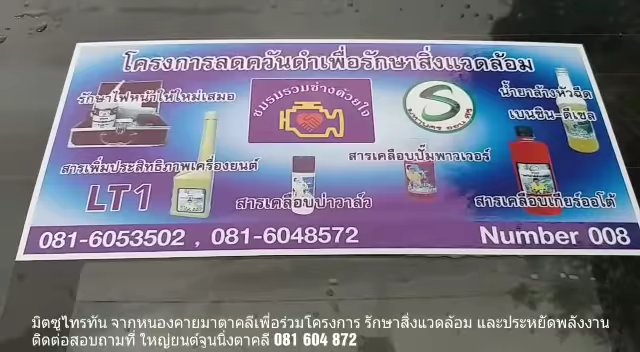 โครงการลดควันดำเพื่อรักษาสิ่งแวดล้อม
รักษาไฟหน้าให้ใหม่เสมอ
ชมรมรวมช่างด้วยใจ
S
น้ำยาล้างหัวฉีด
เบนซิน-ดีเซล
สารเพิ่มประสิทธิภาพเครื่องยนต์
LT1
สารเคลือบปั๊มพาวเวอร์
สารเคลือบบ่าวาล์ว
สารเคลือบเกียร์ออโต้
081-6053502 , 081-6048572
Number 008
มิตซูไทรทัน จากหนองคายมาตาคลีเพื่อร่วมโครงการ รักษาสิ่งแวดล้อม และประหยัดพลังงาน
ติดต่อสอบถามที่ ใหญ่ยนต์จูนนิ่งตาคลี 081 604 872